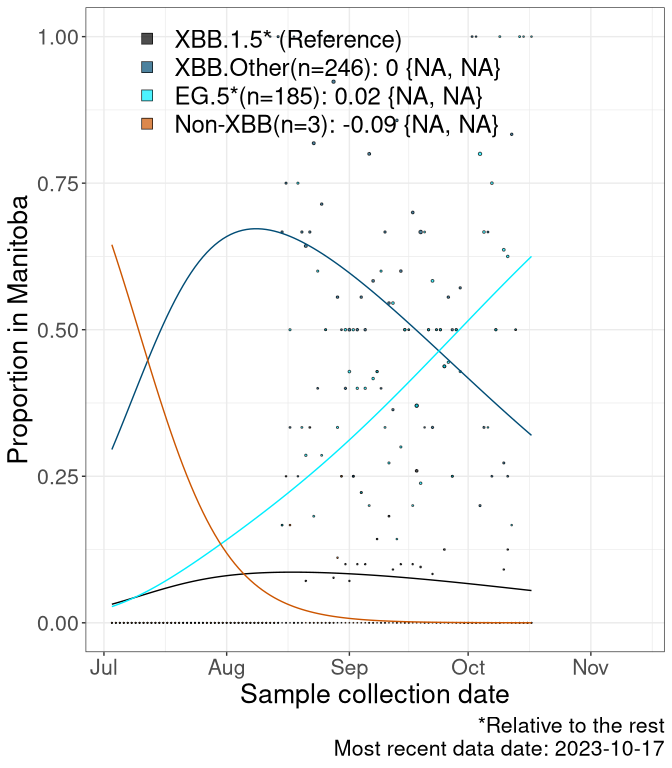 XBB.1.5* (Reference)
XBB.Other(n=246): 0 {NA, NA}
EG.5*(n=185): 0.02 {NA, NA}
Non-XBB(n=3): -0.09 {NA, NA}
1.00
0.75
0.50
0.25
0.00
Proportion in Manitoba
Jul Aug Sep Oct Nov
Sample collection date
*Relative to the rest
Most recent data date: 2023-10-17